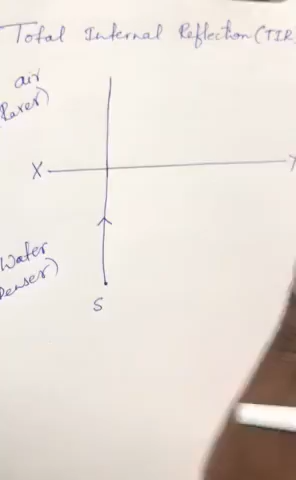 Total Internal Reflection (TIR)
air
(Rarer)
X
Y
Water
(Denser)
S